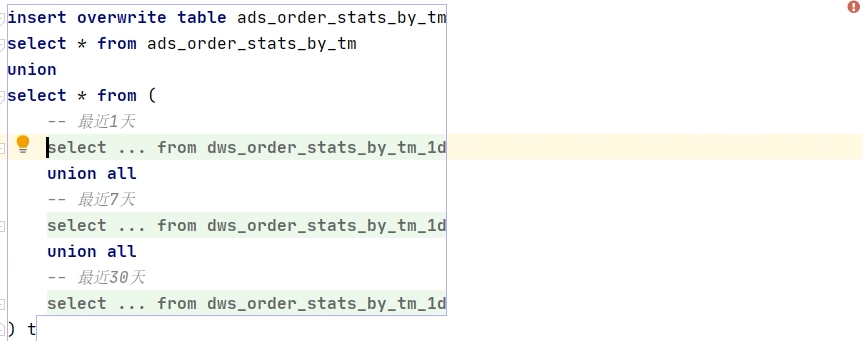 insert overwrite table ads_order_stats_by_tm
select * from ads_order_stats_by_tm
union
select * from (
-- 最近1天
select ... from dws_order_stats_by_tm_1d
union all
-- 最近7天
select ... from dws_order_stats_by_tm_1d
union all
-- 最近30天
select ... from dws_order_stats_by_tm_1d
) t